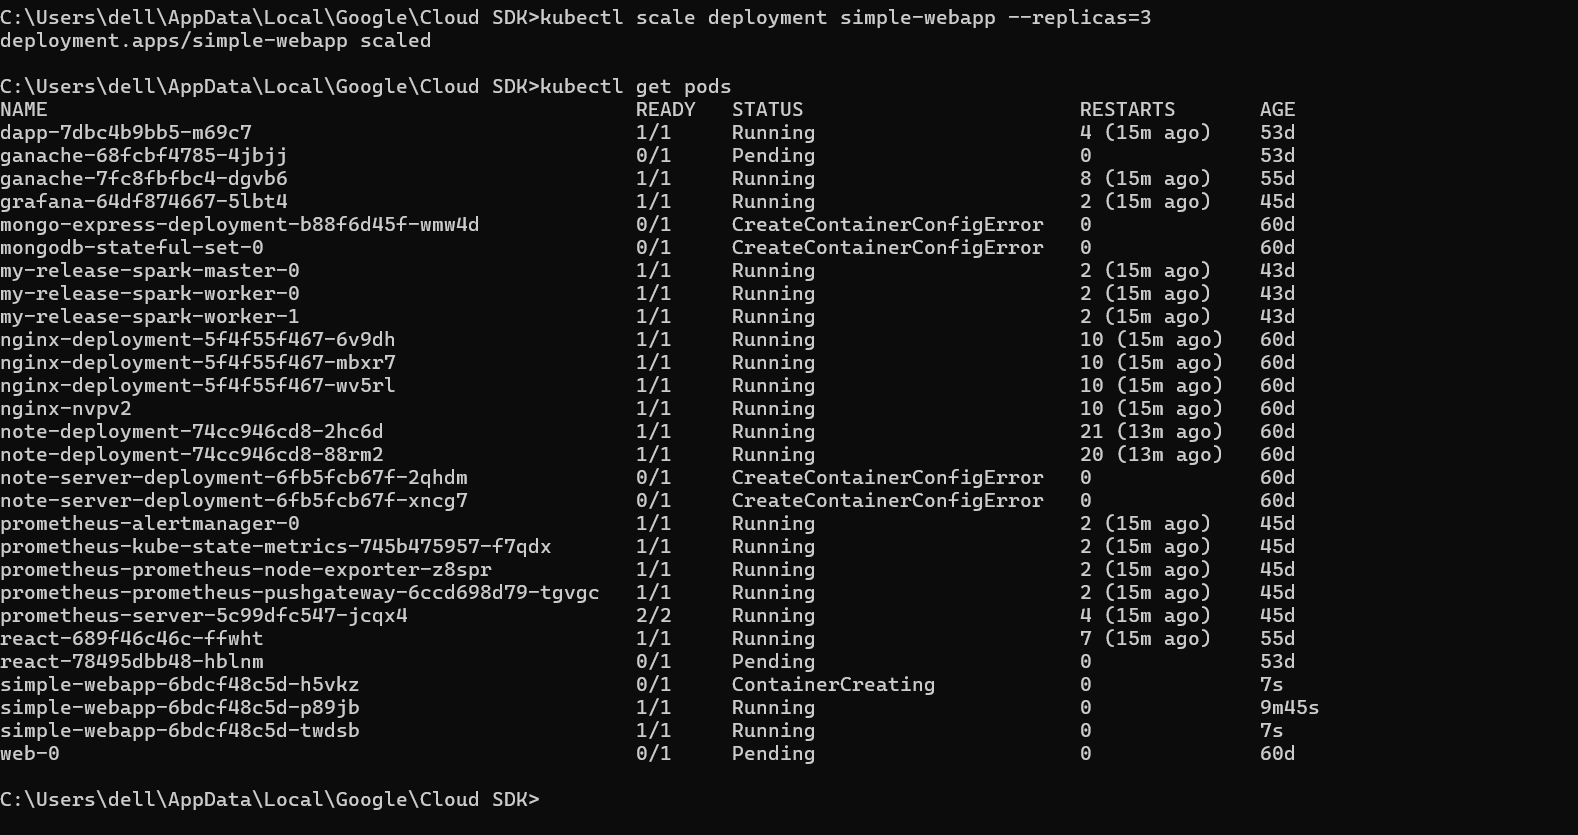 C:\Users\dell\AppData\Local\Google\Cloud SDK>kubectl scale deployment simple-webapp --replicas=3
deployment.apps/simple-webapp scaled
C:\Users\dell\AppData\Local\Google\Cloud SDK>kubectl get pods
NAME READY STATUS RESTARTS AGE
dapp-7dbc4b9bb5-m69c7 1/1 Running 4 (15m ago) 53d
ganache-68fcbf4785-4jbjj 0/1 Pending 0 53d
ganache-7fc8fbfbc4-dgvb6 1/1 Running 8 (15m ago) 55d
grafana-64df874667-5lbt4 1/1 Running 2 (15m ago) 45d
mongo-express-deployment-b88f6d45f-wmw4d 0/1 CreateContainerConfigError 0 60d
mongodb-stateful-set-0 0/1 CreateContainerConfigError 0 60d
my-release-spark-master-0 1/1 Running 2 (15m ago) 43d
my-release-spark-worker-0 1/1 Running 2 (15m ago) 43d
my-release-spark-worker-1 1/1 Running 2 (15m ago) 43d
nginx-deployment-5f4f55f467-6v9dh 1/1 Running 10 (15m ago) 60d
nginx-deployment-5f4f55f467-mbxr7 1/1 Running 10 (15m ago) 60d
nginx-deployment-5f4f55f467-wv5rl 1/1 Running 10 (15m ago) 60d
nginx-nvpv2 1/1 Running 10 (15m ago) 60d
note-deployment-74cc946cd8-2hc6d 1/1 Running 21 (13m ago) 60d
note-deployment-74cc946cd8-88rm2 1/1 Running 20 (13m ago) 60d
note-server-deployment-6fb5fcb67f-2qhdm 0/1 CreateContainerConfigError 0 60d
note-server-deployment-6fb5fcb67f-xncg7 0/1 CreateContainerConfigError 0 60d
prometheus-alertmanager-0 1/1 Running 2 (15m ago) 45d
prometheus-kube-state-metrics-745b475957-f7qdx 1/1 Running 2 (15m ago) 45d
prometheus-prometheus-node-exporter-z8spr 1/1 Running 2 (15m ago) 45d
prometheus-prometheus-pushgateway-6ccd698d79-tgvgc 1/1 Running 2 (15m ago) 45d
prometheus-server-5c99dfc547-jcqx4 2/2 Running 4 (15m ago) 45d
react-689f46c46c-ffwht 1/1 Running 7 (15m ago) 55d
react-78495dbb48-hblnm 0/1 Pending 0 53d
simple-webapp-6bdcf48c5d-h5vkz 0/1 ContainerCreating 0 7s
simple-webapp-6bdcf48c5d-p89jb 1/1 Running 0 9m45s
simple-webapp-6bdcf48c5d-twdsb 1/1 Running 0 7s
web-0 0/1 Pending 0 60d
C:\Users\dell\AppData\Local\Google\Cloud SDK>